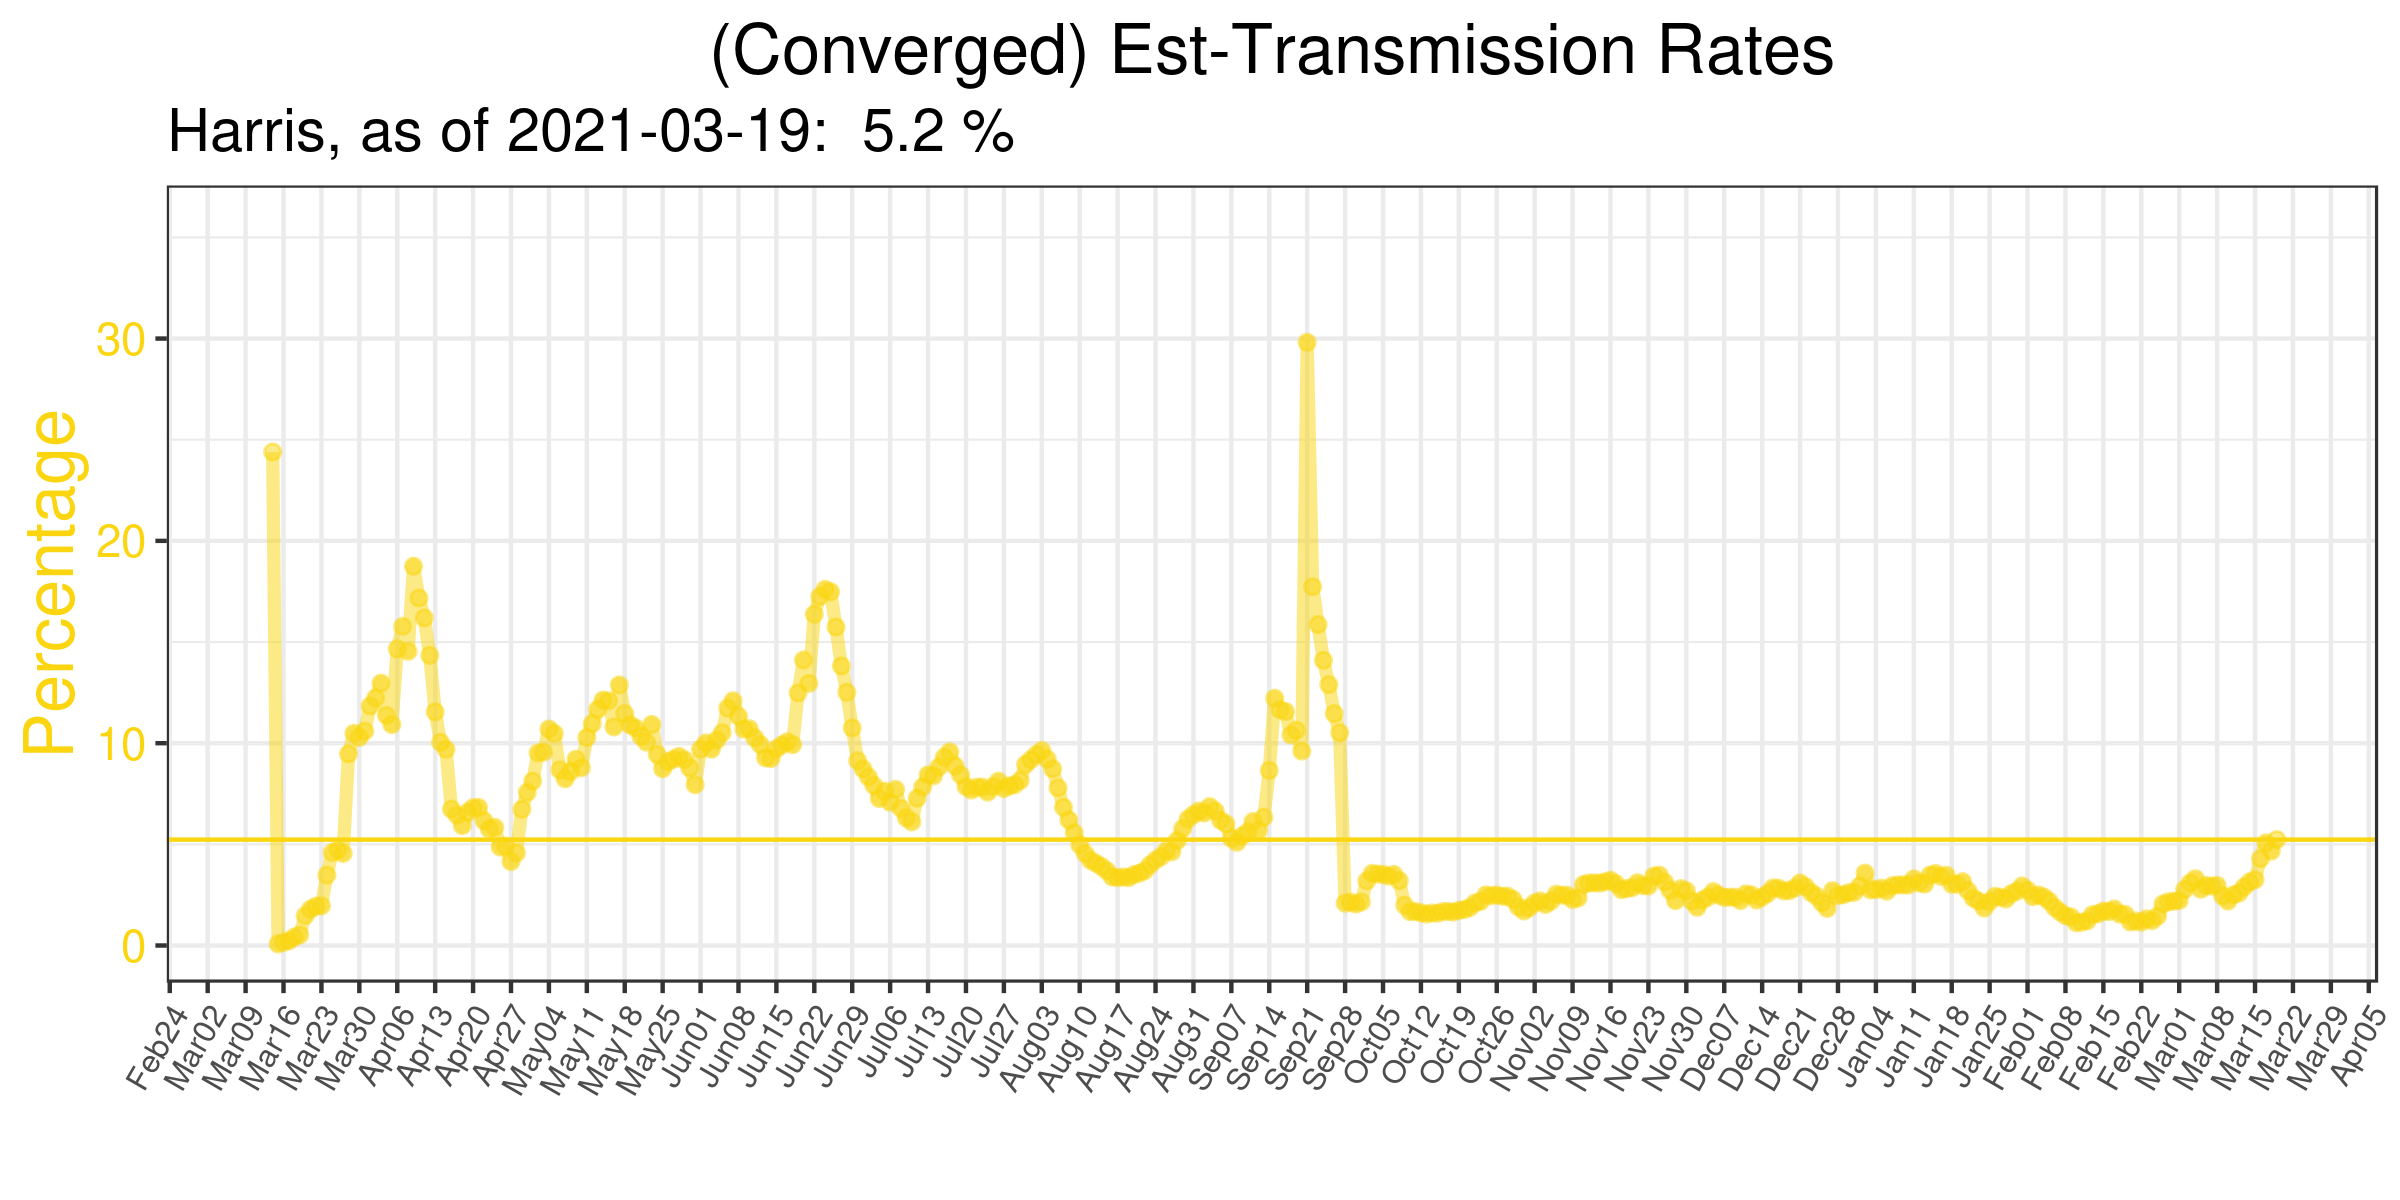 (Converged) Est-Transmission Rates
Harris, as of 2021-03-19:  5.2 %
Percentage
30
20
10
0
Feb24
Mar02
Mar09
Mar16
Mar23
Mar30
Apr06
Apr13
Apr20
Apr27
May04
May11
May18
May25
Jun01
Jun08
Jun15
Jun22
Jun29
Jul06
Jul13
Jul20
Jul27
Aug03
Aug10
Aug17
Aug24
Aug31
Sep07
Sep14
Sep21
Sep28
Oct05
Oct12
Oct19
Oct26
Nov02
Nov09
Nov16
Nov23
Nov30
Dec07
Dec14
Dec21
Dec28
Dec04
Jan11
Jan18
Jan25
Feb01
Feb08
Feb15
Feb22
Mar01
Mar08
Mar15
Mar22
Mar29
Apr05